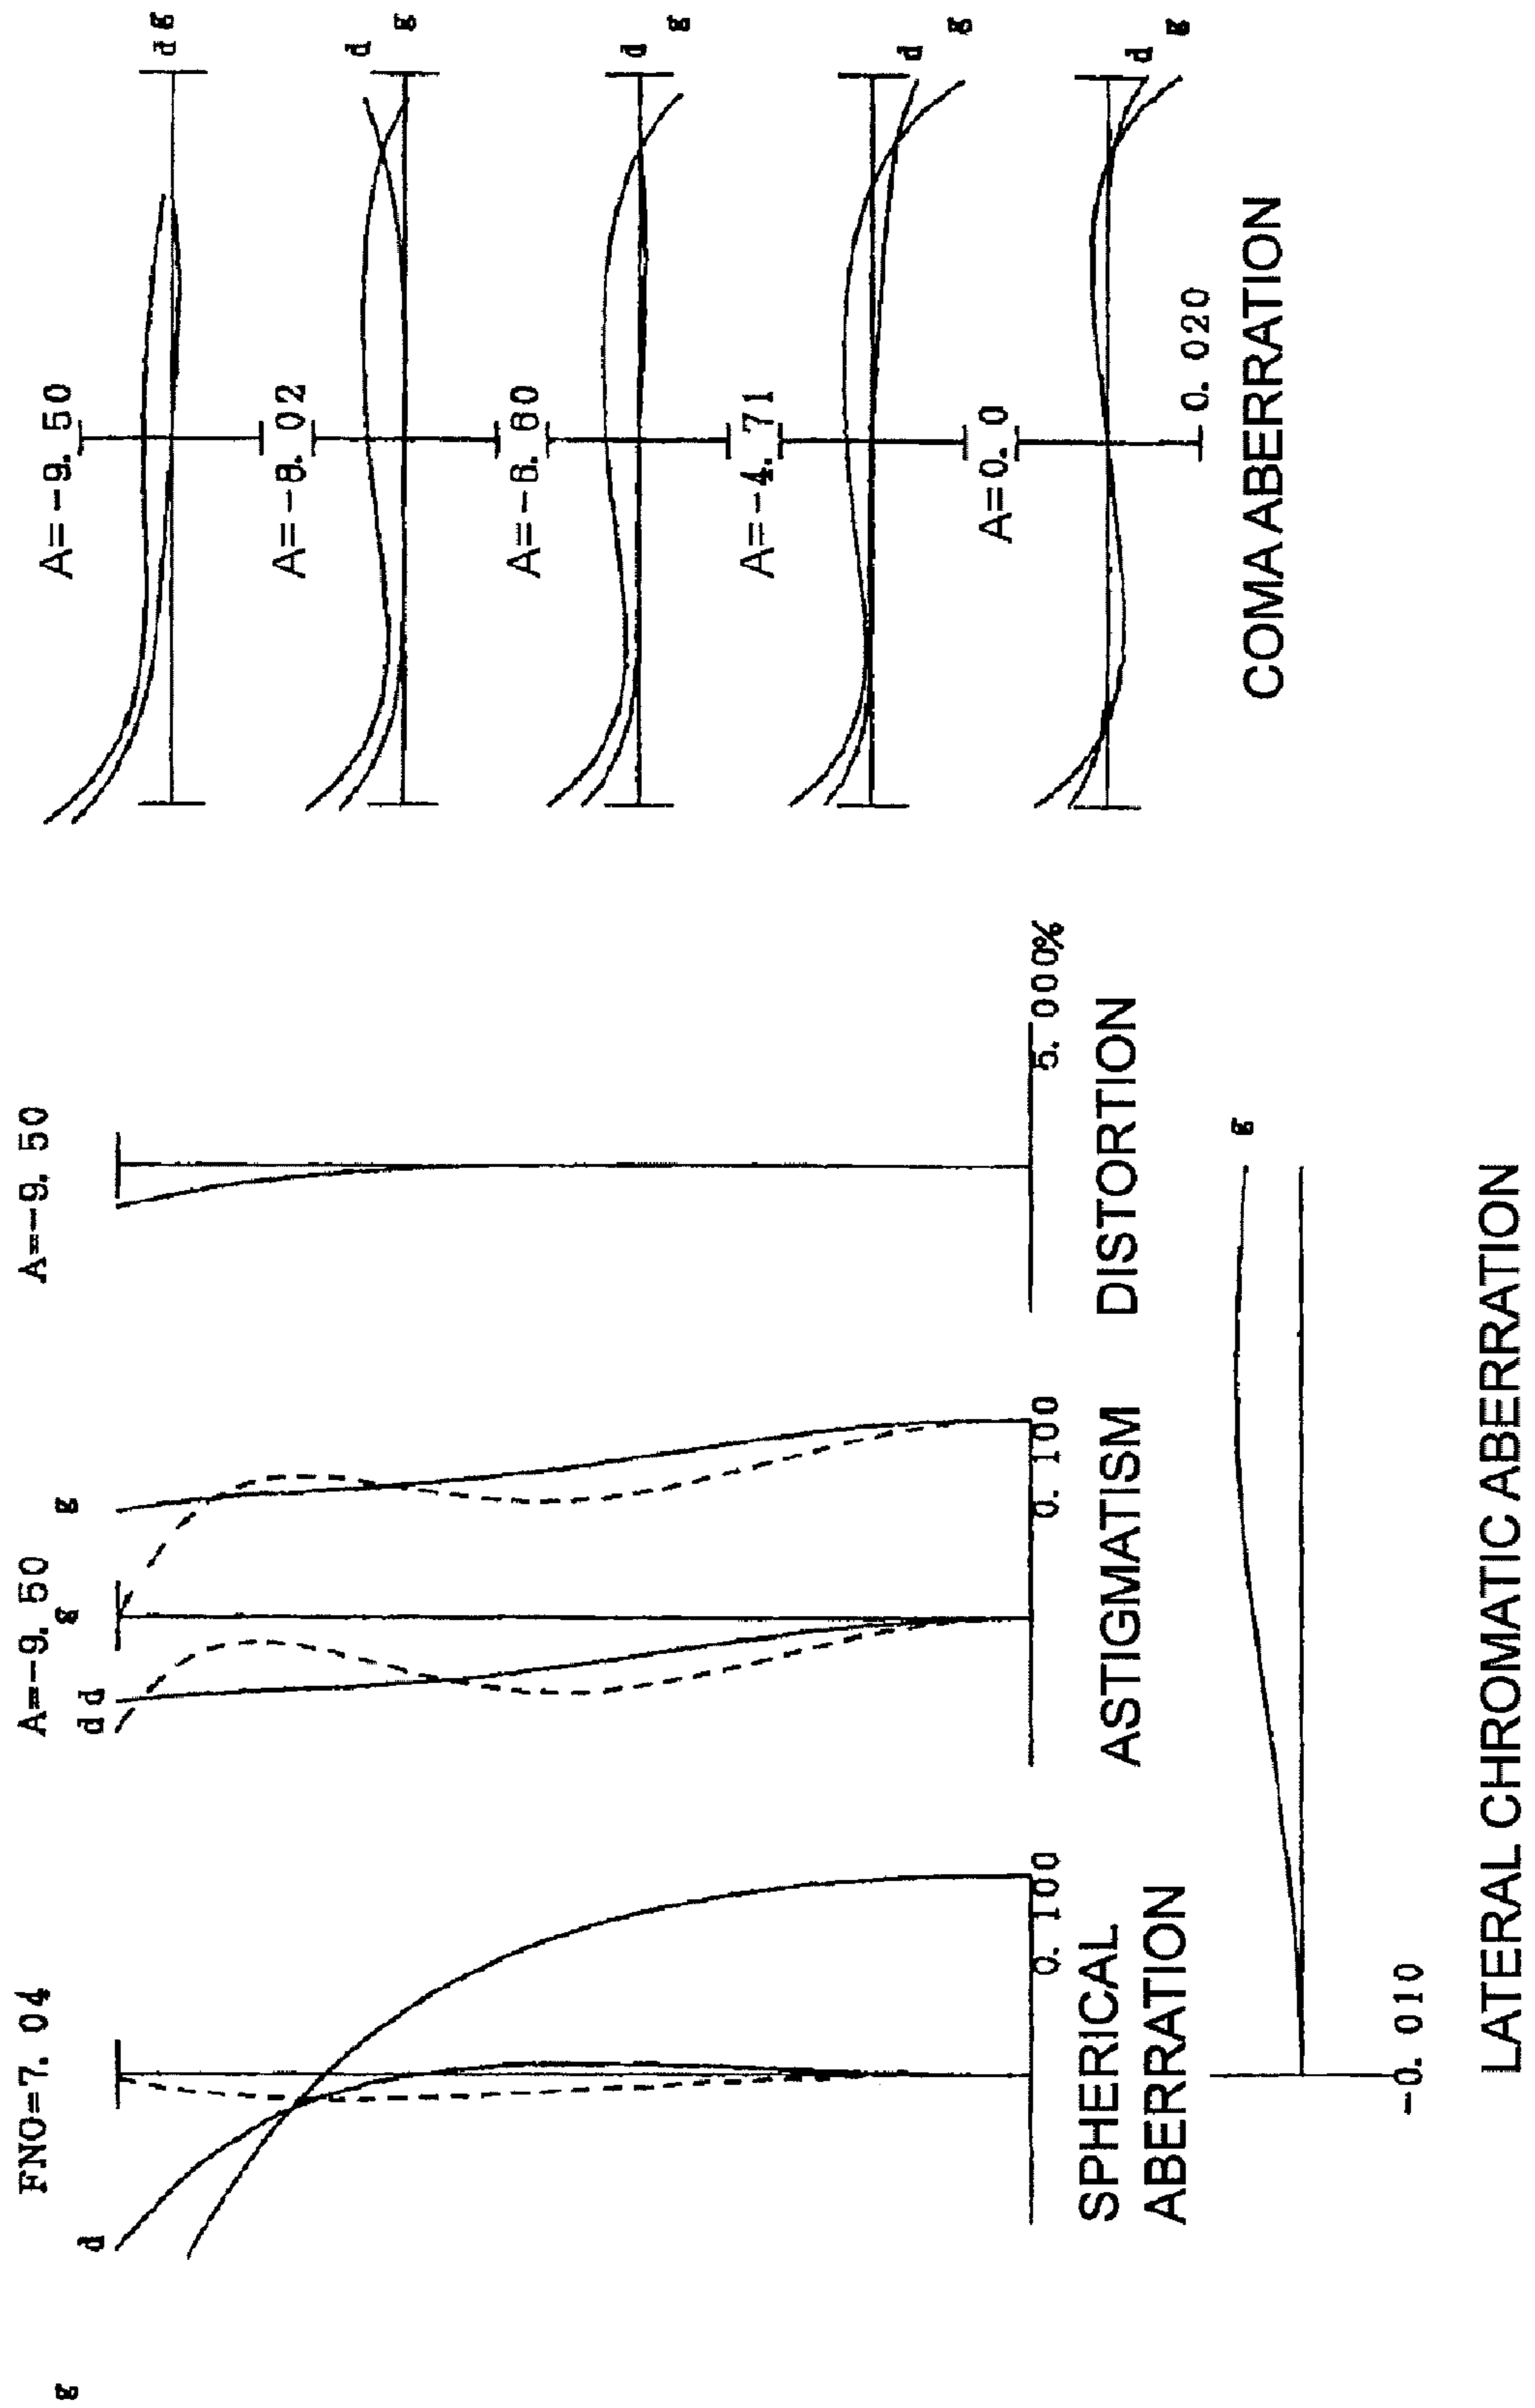 FNO=7. 04
g
d
0. 100
SPHERICAL
ABERRATION
A=-9. 50
d d
g
g
0. 100
ASTIGMATISM
A=-9. 50
5. 000%
DISTORTION
g
-0. 010
LATERAL CHROMATIC ABERRATION
A=-9. 50
d g
A=-8. 02
d
g
A=-6. 60
d
g
A=-4. 71
d
g
A=0. 0
d
g
0. 020
COMA ABERRATION